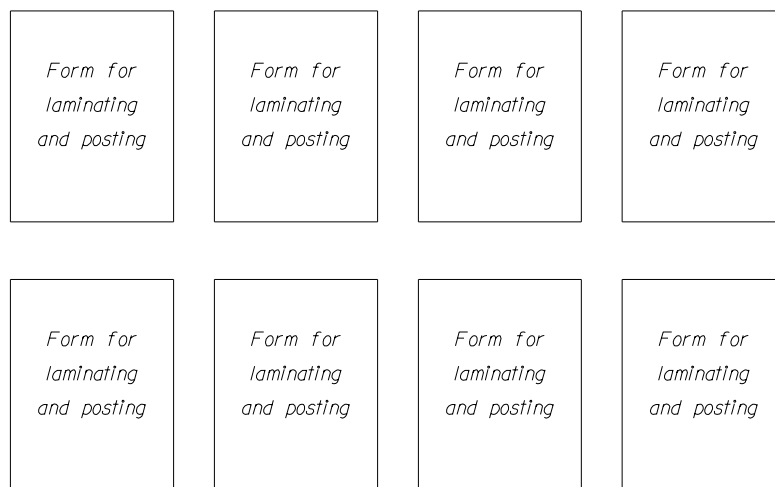 Form for
laminating
and posting
Form for
laminating
and posting
Form for
laminating
and posting
Form for
laminating
and posting
Form for
laminating
and posting
Form for
laminating
and posting
Form for
laminating
and posting
Form for
laminating
and posting